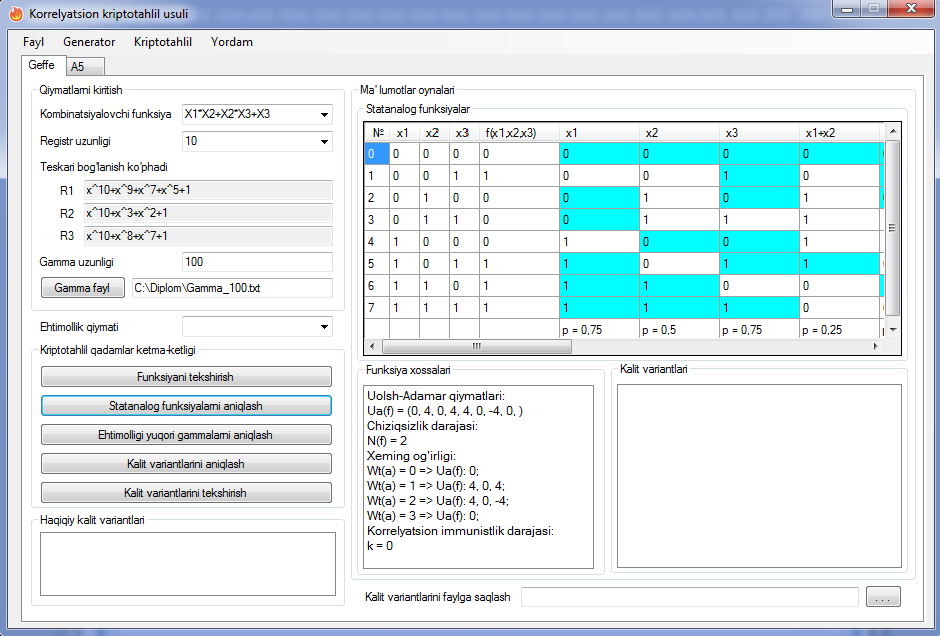 Korrelyatsion kriptotahlil usuli
Fayl Generator Kriptotahlil Yordam
Geffe A5
Qiymatlarni kiritish
Kombinatsiyalovchi funksiya X1*X2+X2*X3+X3
Registr uzunligi 10
Teskari bog'lanish ko'phadi
R1 x^10+x^9+x^7+x^5+1
R2 x^10+x^3+x^2+1
R3 x^10+x^8+x^7+1
Gamma uzunligi 100
Gamma fayl C:\Diplom\Gamma_100.txt
Ehtimollik qiymati
Kriptotahlil qadamlar ketma-ketligi
Funksiyani tekshirish
Statanalog funksiyalarni aniqlash
Ehtimolligi yuqori gammalarni aniqlash
Kalit variantlarini aniqlash
Kalit variantlarini tekshirish
Haqiqiy kalit variantlari
Ma'lumotlar oynalari
Statanalog funksiyalar
№ x1 x2 x3 f(x1,x2,x3) x1 x2 x3 x1+x2
0 0 0 0 0 0 0 0 0
1 0 0 1 1 0 0 1 0
2 0 1 0 0 0 1 0 1
3 0 1 1 0 0 1 1 1
4 1 0 0 0 1 0 0 1
5 1 0 1 1 1 0 1 1
6 1 1 0 1 1 1 0 0
7 1 1 1 1 1 1 1 0
p = 0,75 p = 0,5 p = 0,75 p = 0,25
Funksiya xossalari
Uolsh-Adamar qiymatlari:
Ua(f) = (0, 4, 0, 4, 4, 0, -4, 0, )
Chiziqsizlik darajasi:
N(f) = 2
Xeming og'irligi:
Wt(a) = 0 => Ua(f): 0;
Wt(a) = 1 => Ua(f): 4, 0, 4;
Wt(a) = 2 => Ua(f): 4, 0, -4;
Wt(a) = 3 => Ua(f): 0;
Korrelyatsion immunistlik darajasi:
k = 0
Kalit variantlari
Kalit variantlarini faylga saqlash ...